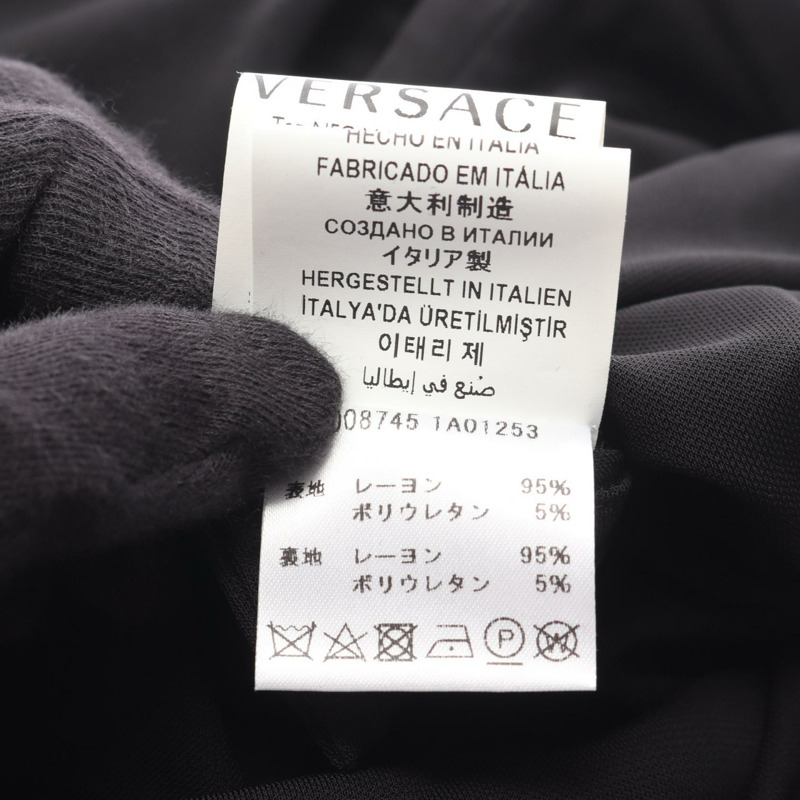 VERSACE
HECHO EN ITALIA
FABRICADO EM ITÁLIA
意大利制造
СОЗДАНО В ИТАЛИИ
イタリア製
HERGESTELLT IN ITALIEN
İTALYA'DA ÜRETİLMİŞTİR
이태리 제
صنع في إيطاليا
008745 1A01253
表地 レーヨン 95%
ポリウレタン 5%
裏地 レーヨン 95%
ポリウレタン 5%
P W